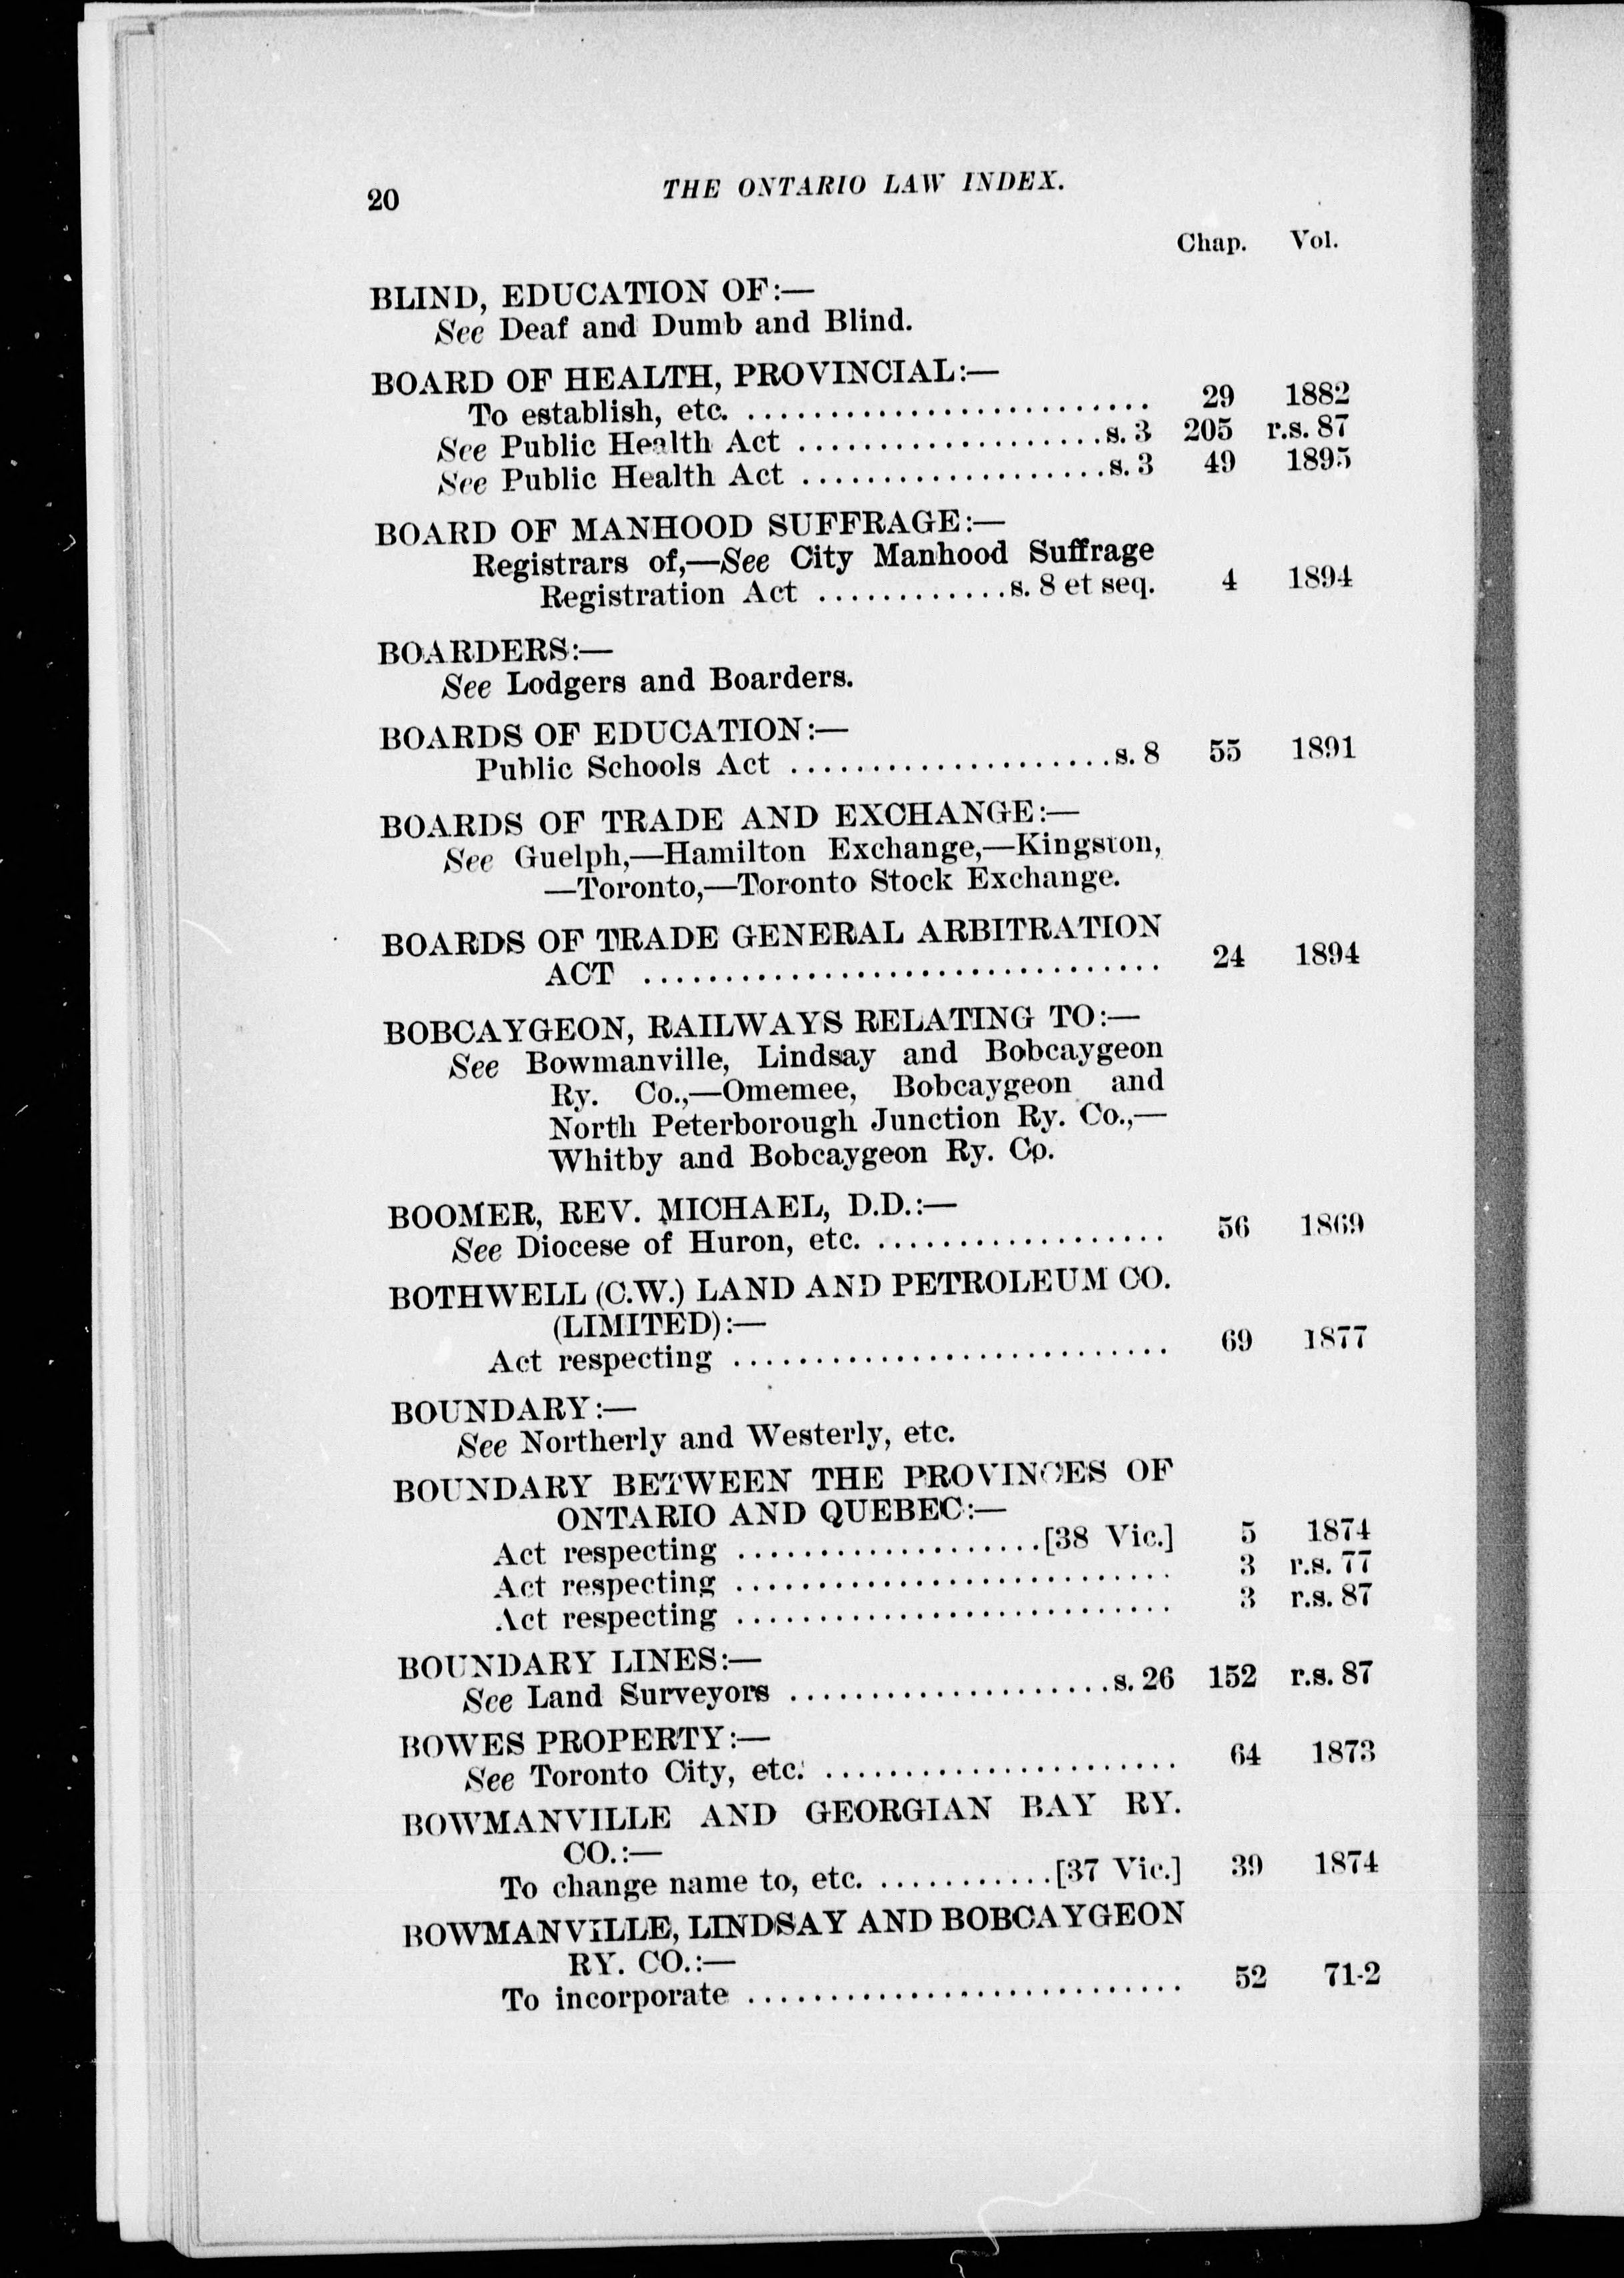 20 THE ONTARIO LAW INDEX.
Chap. Vol.
BLIND, EDUCATION OF:—
See Deaf and Dumb and Blind.
BOARD OF HEALTH, PROVINCIAL:—
To establish, etc. .......................... 29 1882
See Public Health Act ...................s. 3 205 r.s. 87
See Public Health Act ...................s. 3 49 1895
BOARD OF MANHOOD SUFFRAGE:—
Registrars of,—See City Manhood Suffrage
Registration Act ............s. 8 et seq. 4 1894
BOARDERS:—
See Lodgers and Boarders.
BOARDS OF EDUCATION:—
Public Schools Act ....................s. 8 55 1891
BOARDS OF TRADE AND EXCHANGE:—
See Guelph,—Hamilton Exchange,—Kingston,
—Toronto,—Toronto Stock Exchange.
BOARDS OF TRADE GENERAL ARBITRATION
ACT ................................ 24 1894
BOBCAYGEON, RAILWAYS RELATING TO:—
See Bowmanville, Lindsay and Bobcaygeon
Ry. Co.,—Omemee, Bobcaygeon and
North Peterborough Junction Ry. Co.,—
Whitby and Bobcaygeon Ry. Co.
BOOMER, REV. MICHAEL, D.D.:—
See Diocese of Huron, etc. .................. 56 1869
BOTHWELL (C.W.) LAND AND PETROLEUM CO.
(LIMITED):—
Act respecting ........................... 69 1877
BOUNDARY:—
See Northerly and Westerly, etc.
BOUNDARY BETWEEN THE PROVINCES OF
ONTARIO AND QUEBEC:—
Act respecting ...................[38 Vic.] 5 1874
Act respecting ........................... 3 r.s. 77
Act respecting ........................... 3 r.s. 87
BOUNDARY LINES:—
See Land Surveyors ....................s. 26 152 r.s. 87
BOWES PROPERTY:—
See Toronto City, etc. ...................... 64 1873
BOWMANVILLE AND GEORGIAN BAY RY.
CO.:—
To change name to, etc. ...........[37 Vic.] 39 1874
BOWMANVILLE, LINDSAY AND BOBCAYGEON
RY. CO.:—
To incorporate ........................... 52 71-2